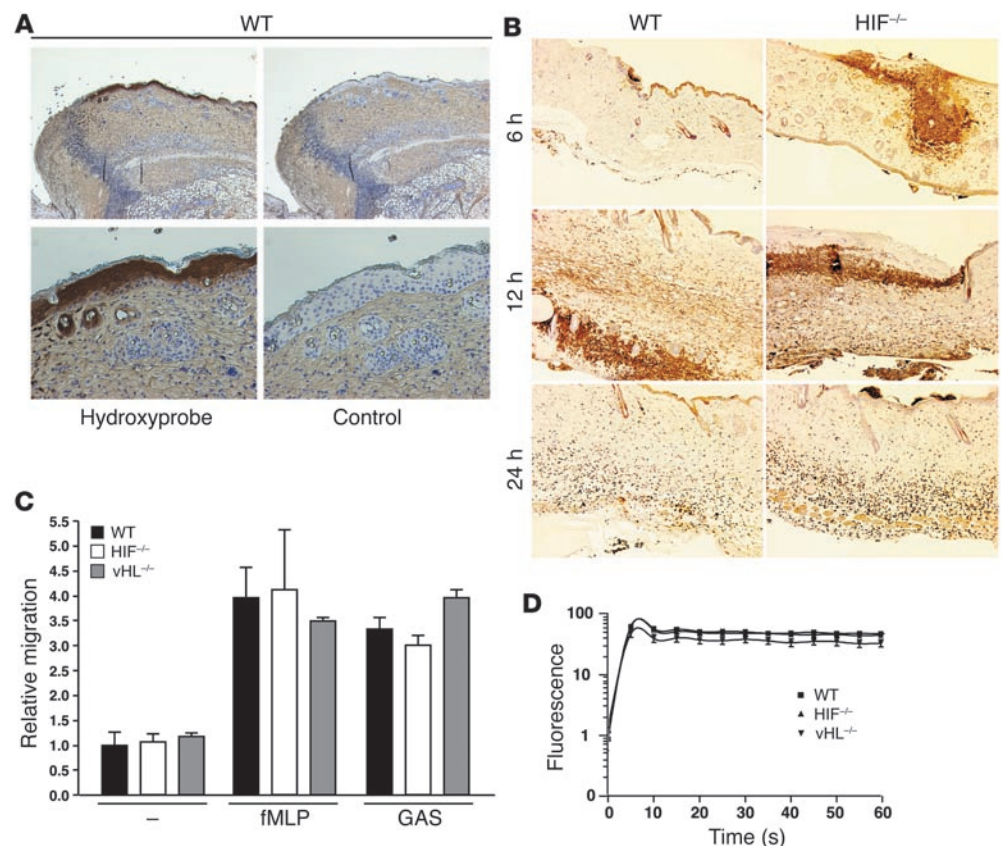 A
WT
Hydroxyprobe
Control
B
WT
HIF–/–
6 h
12 h
24 h
C
5.5
5.0
4.5
4.0
3.5
3.0
2.5
2.0
1.5
1.0
0.5
0.0
Relative migration
WT
HIF–/–
vHL–/–
–
fMLP
GAS
D
100
10
1
0
Fluorescence
WT
HIF–/–
vHL–/–
0 10 20 30 40 50 60
Time (s)